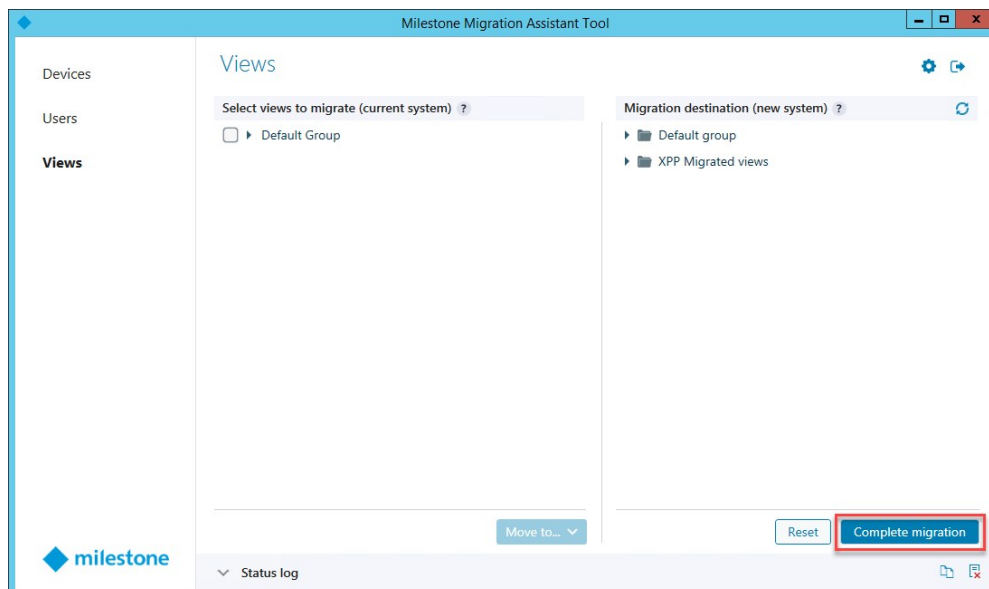 Milestone Migration Assistant Tool
Devices
Users
Views
Views
Select views to migrate (current system) ?
Default Group
Move to...
Migration destination (new system) ?
Default group
XPP Migrated views
Reset
Complete migration
milestone
Status log